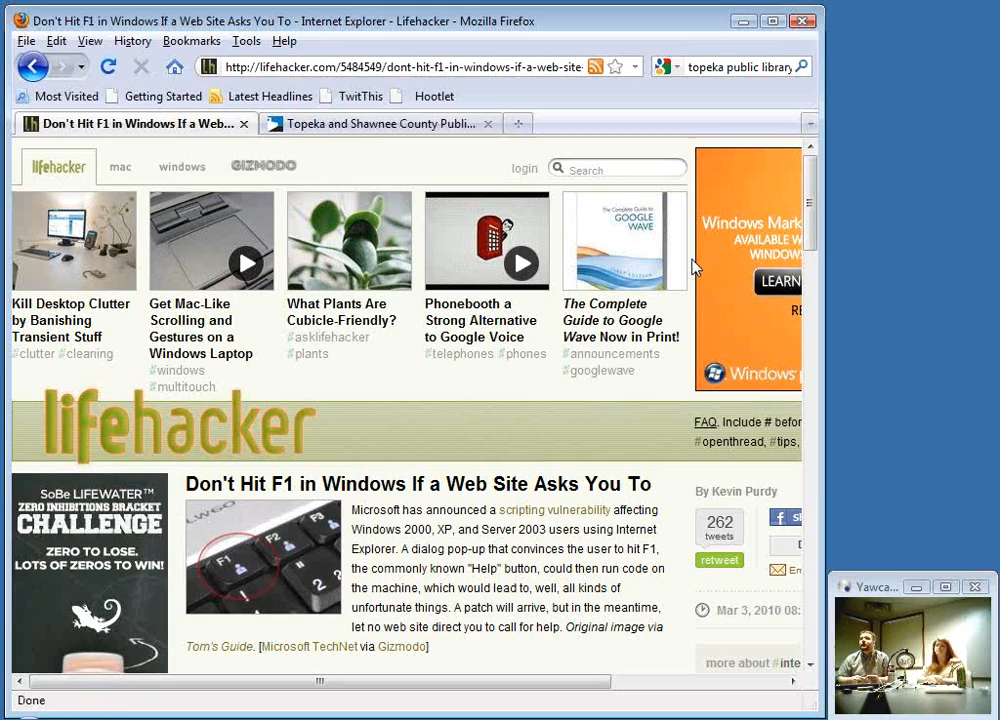 Don't Hit F1 in Windows If a Web Site Asks You To - Internet Explorer - Lifehacker - Mozilla Firefox
File Edit View History Bookmarks Tools Help
http://lifehacker.com/5484549/dont-hit-f1-in-windows-if-a-web-site-
topeka public library
Most Visited Getting Started Latest Headlines TwitThis Hootlet
Don't Hit F1 in Windows If a Web...
Topeka and Shawnee County Publi...
lifehacker mac windows GIZMODO
login Search
Kill Desktop Clutter
by Banishing
Transient Stuff
#clutter #cleaning
Get Mac-Like
Scrolling and
Gestures on a
Windows Laptop
#windows
#multitouch
What Plants Are
Cubicle-Friendly?
#asklifehacker
#plants
Phonebooth a
Strong Alternative
to Google Voice
#telephones #phones
The Complete Guide to
GOOGLE
WAVE
FIRST EDITION
The Complete
Guide to Google
Wave Now in Print!
#announcements
#googlewave
Windows Mark
AVAILABLE W
WINDOWS
LEARN
RE
Windows p
lifehacker
FAQ. Include # befor
#openthread, #tips,
SoBe LIFEWATER™
ZERO INHIBITIONS BRACKET
CHALLENGE
ZERO TO LOSE.
LOTS OF ZEROS TO WIN!
Don't Hit F1 in Windows If a Web Site Asks You To
F1
F2
F3
Microsoft has announced a scripting vulnerability affecting
Windows 2000, XP, and Server 2003 users using Internet
Explorer. A dialog pop-up that convinces the user to hit F1,
the commonly known "Help" button, could then run code on
the machine, which would lead to, well, all kinds of
unfortunate things. A patch will arrive, but in the meantime,
let no web site direct you to call for help. Original image via
Tom's Guide. [Microsoft TechNet via Gizmodo]
By Kevin Purdy
262
tweets
retweet
Mar 3, 2010 08:
more about #inte
Done
Yawca...